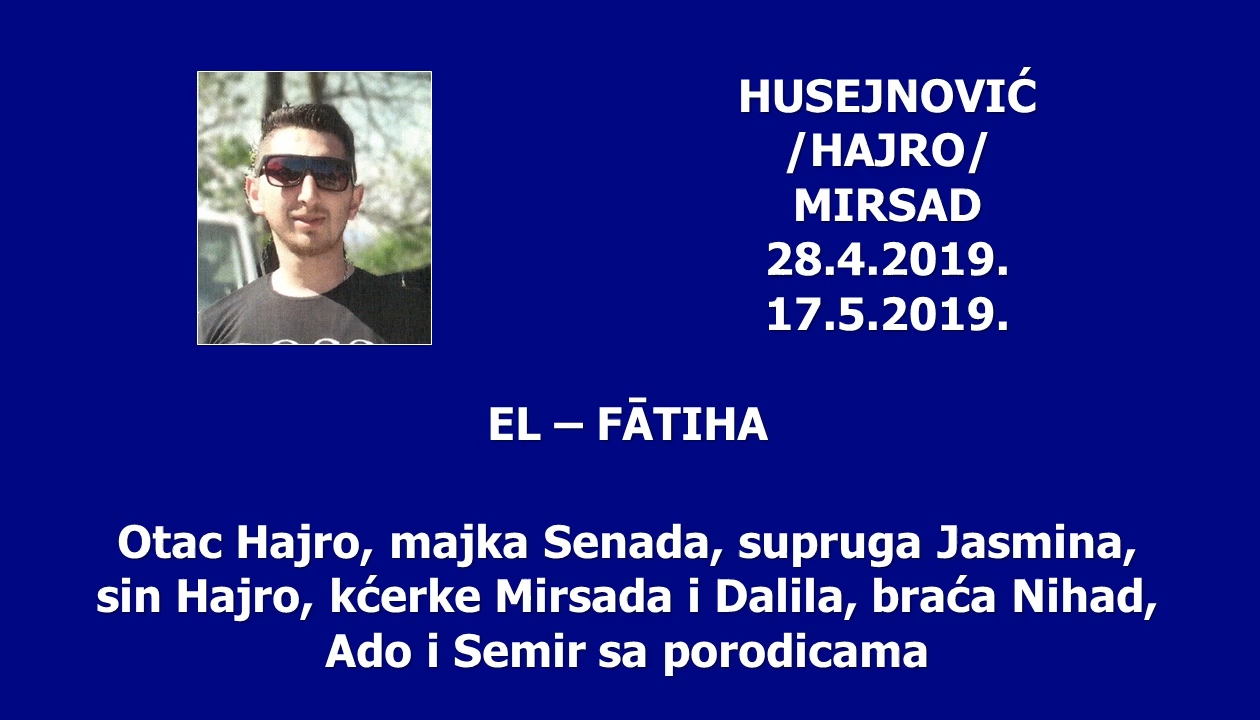 HUSEJNOVIĆ
/HAJRO/
MIRSAD
28.4.2019.
17.5.2019.
EL – FĀTIHA
Otac Hajro, majka Senada, supruga Jasmina,
sin Hajro, kćerke Mirsada i Dalila, braća Nihad,
Ado i Semir sa porodicama